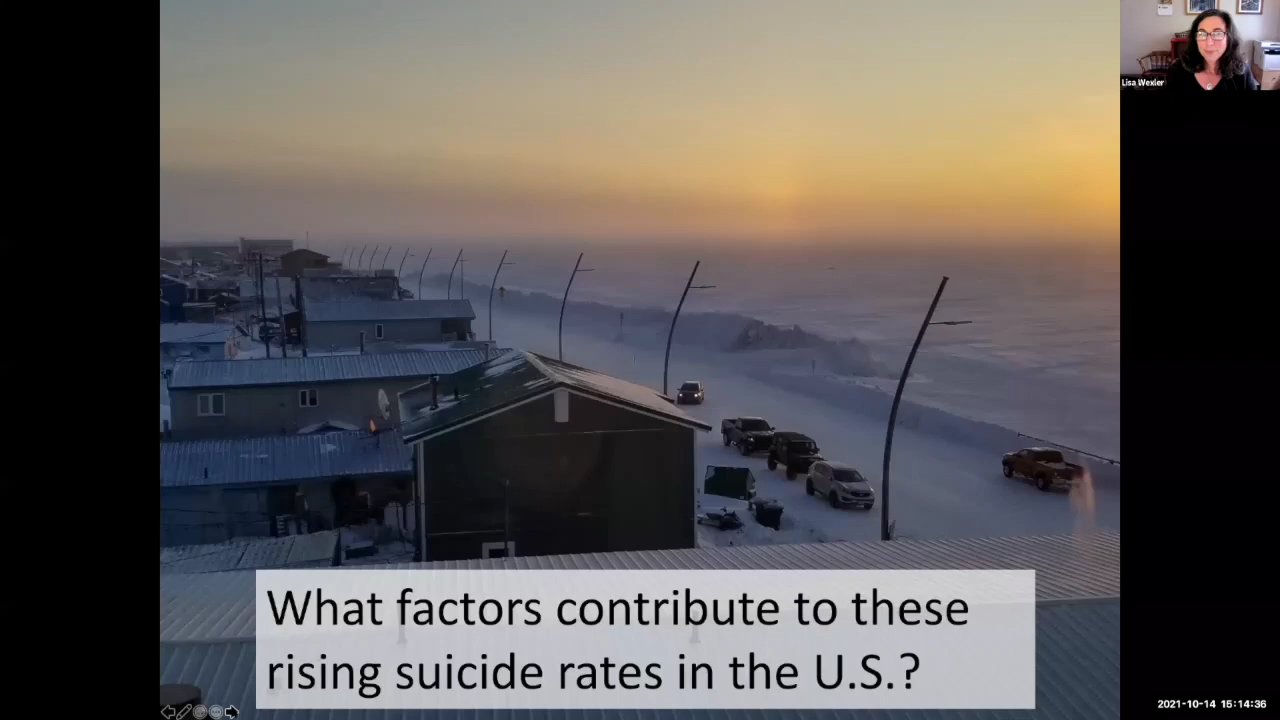 Lisa Wexler
What factors contribute to these
rising suicide rates in the U.S.?
2021-10-14 15:14:36